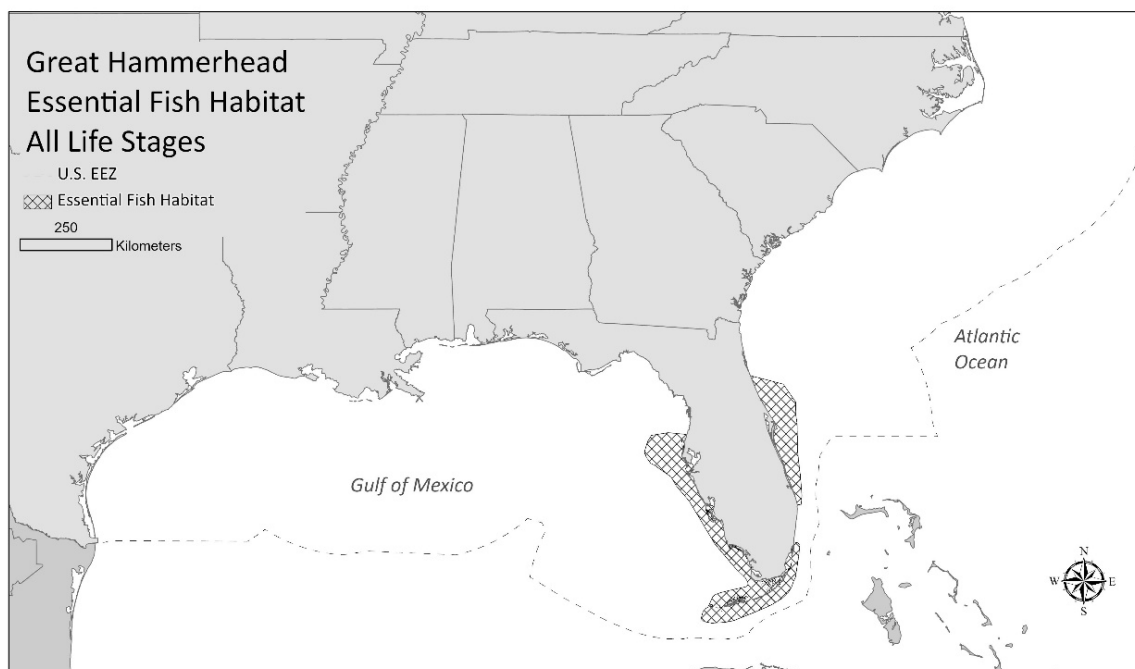 Great Hammerhead
Essential Fish Habitat
All Life Stages
U.S. EEZ
Essential Fish Habitat
250
Kilometers
Atlantic
Ocean
Gulf of Mexico
N
W
E
S